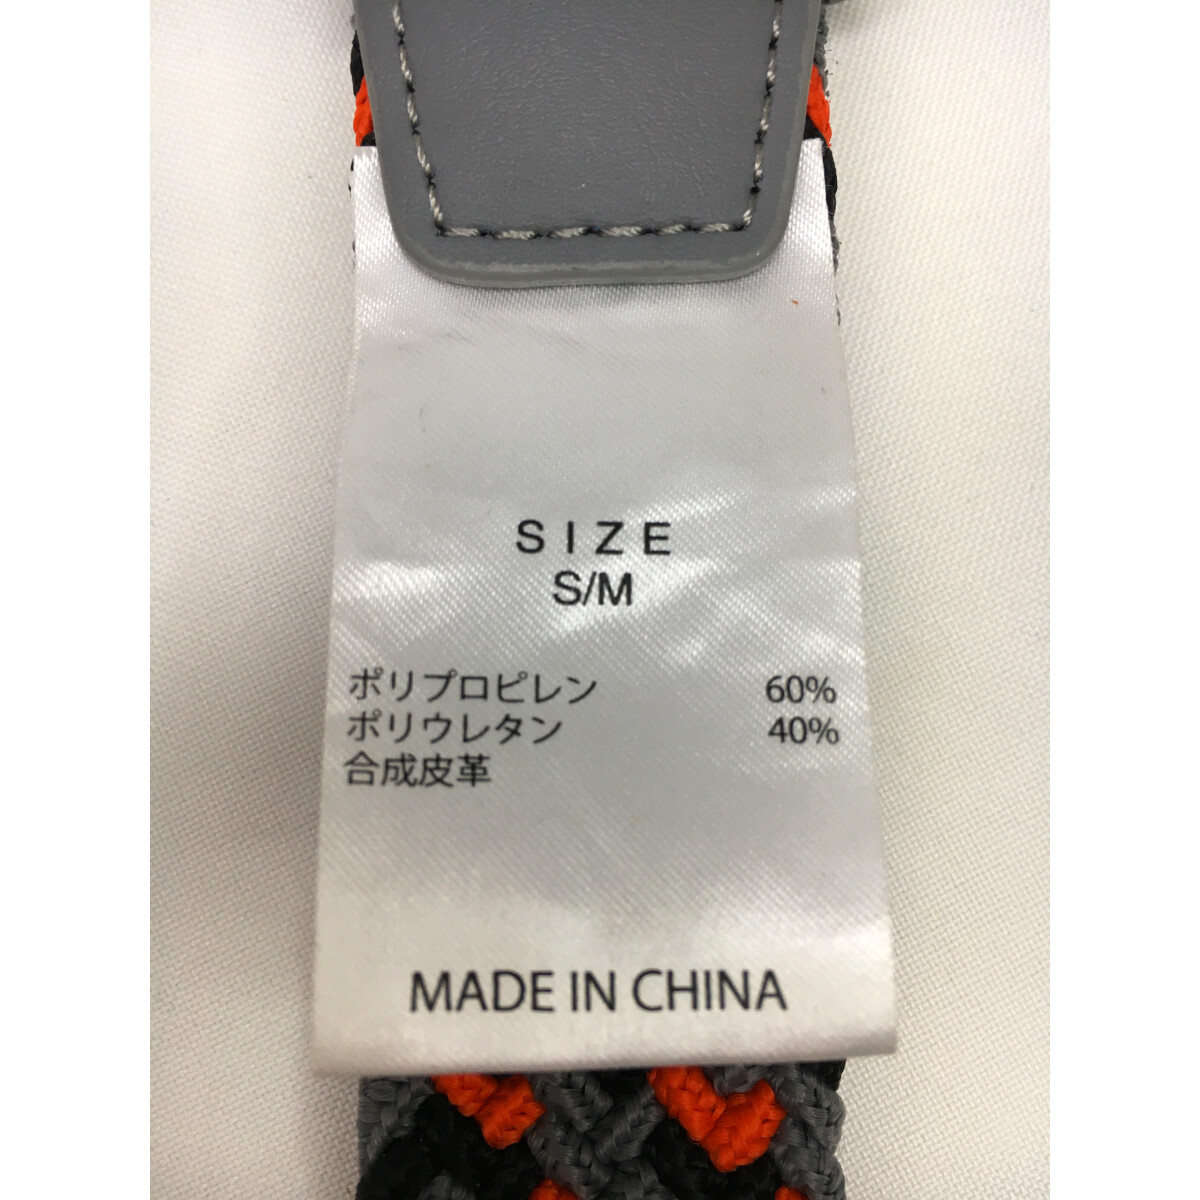 SIZE
S/M
ポリプロピレン 60%
ポリウレタン 40%
合成皮革
MADE IN CHINA